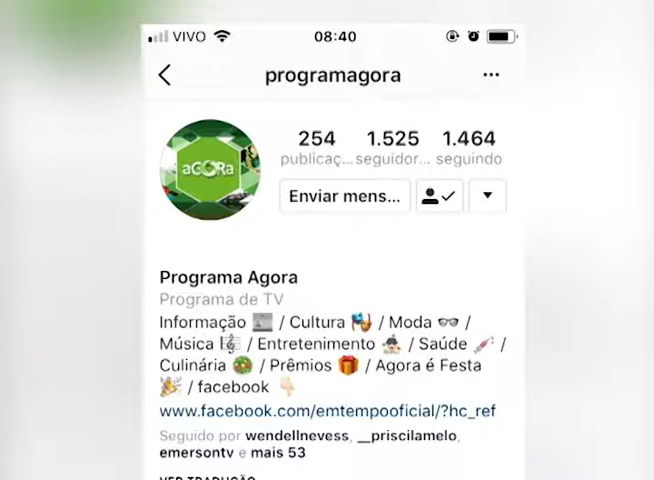 VIVO 08:40
programagora ...
254 1.525 1.464
publicaç... seguidor... seguindo
aGORa
Enviar mens...
Programa Agora
Programa de TV
Informação / Cultura / Moda /
Música / Entretenimento / Saúde /
Culinária / Prêmios / Agora é Festa
/ facebook
www.facebook.com/emtempooficial/?hc_ref
Seguido por wendellnevess, __priscilamelo,
emersontv e mais 53
VER TRADUÇÃO